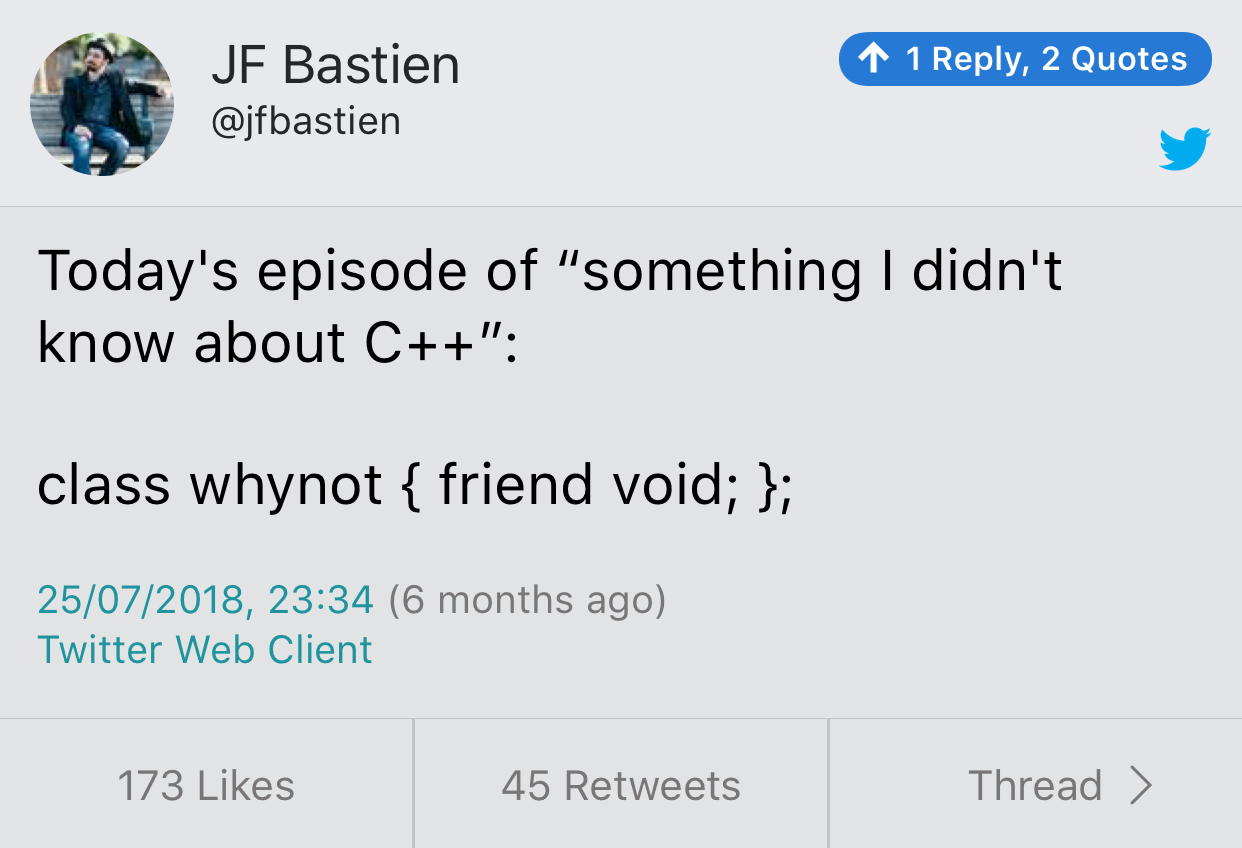 JF Bastien
@jfbastien
1 Reply, 2 Quotes
Today's episode of “something I didn't
know about C++”:
class whynot { friend void; };
25/07/2018, 23:34 (6 months ago)
Twitter Web Client
173 Likes
45 Retweets
Thread